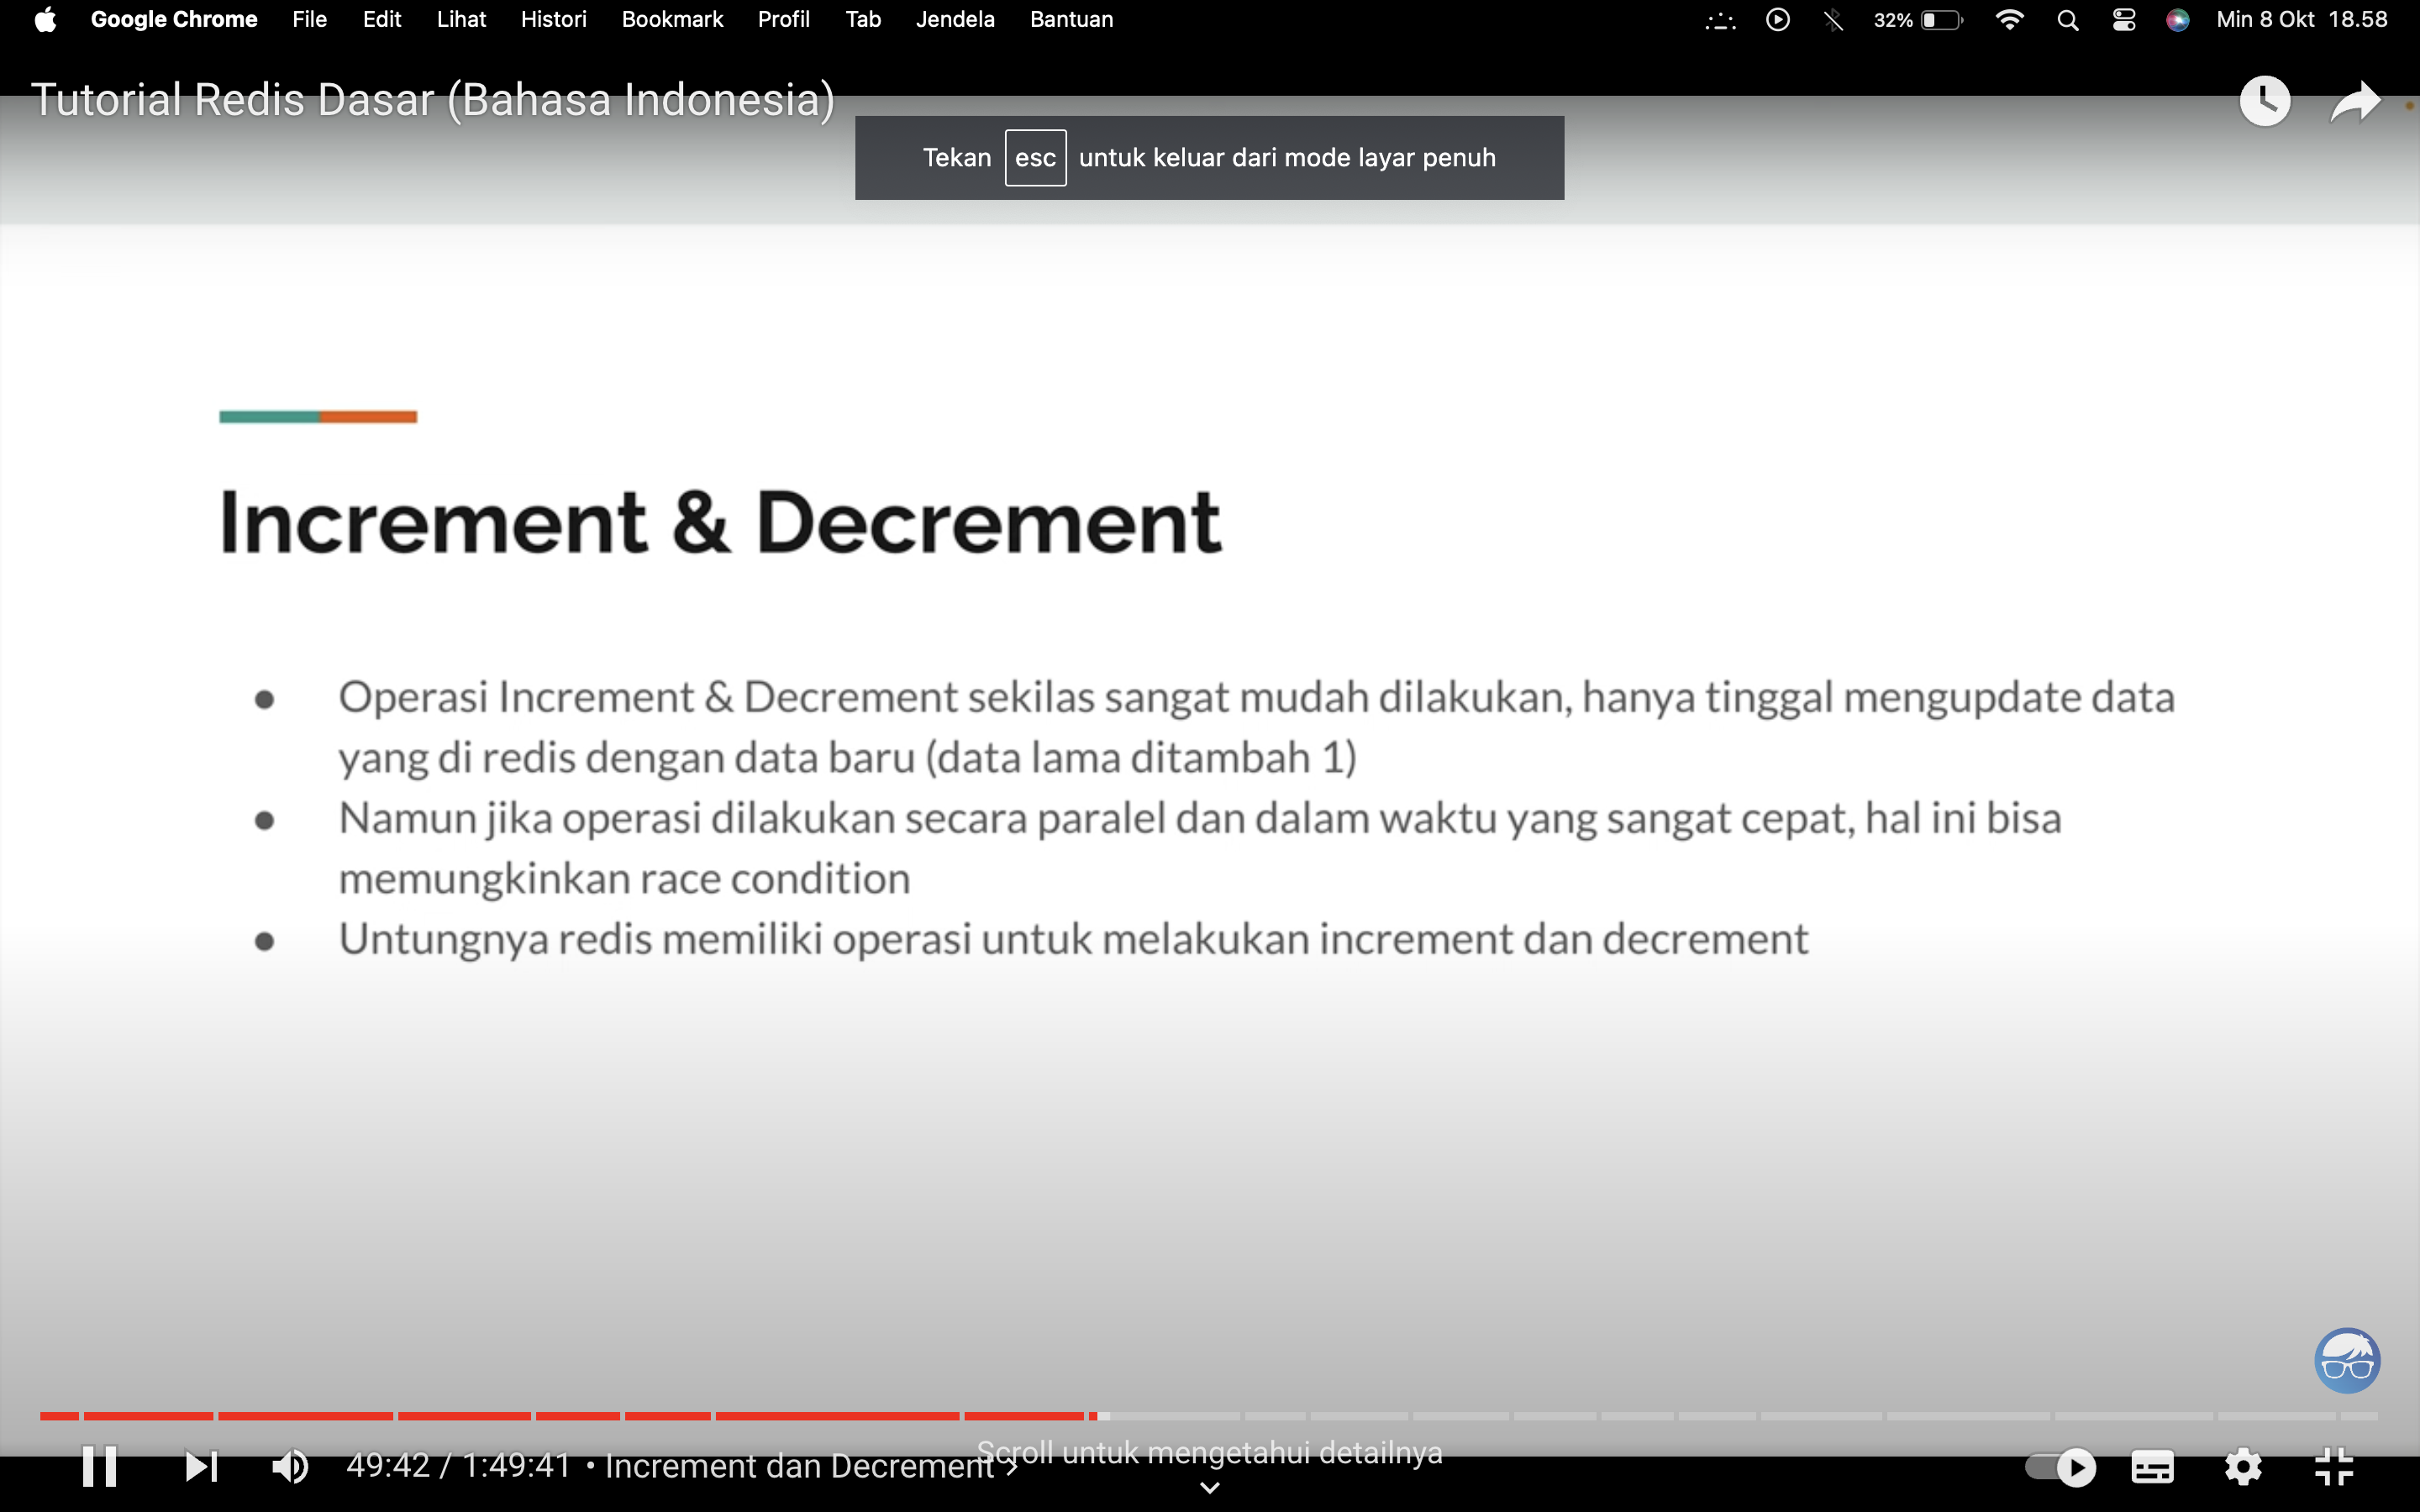 Google Chrome File Edit Lihat Histori Bookmark Profil Tab Jendela Bantuan 32% Min 8 Okt 18.58
Tutorial Redis Dasar (Bahasa Indonesia)
Tekan esc untuk keluar dari mode layar penuh
Increment & Decrement
● Operasi Increment & Decrement sekilas sangat mudah dilakukan, hanya tinggal mengupdate data
yang di redis dengan data baru (data lama ditambah 1)
● Namun jika operasi dilakukan secara paralel dan dalam waktu yang sangat cepat, hal ini bisa
memungkinkan race condition
● Untungnya redis memiliki operasi untuk melakukan increment dan decrement
49:42 / 1:49:41 • Increment dan Decrement
Scroll untuk mengetahui detailnya